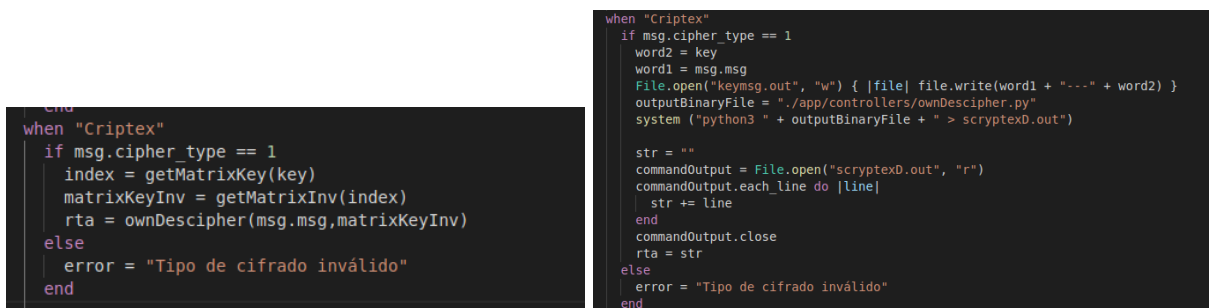 end
when "Criptex"
if msg.cipher_type == 1
index = getMatrixKey(key)
matrixKeyInv = getMatrixInv(index)
rta = ownDescipher(msg.msg,matrixKeyInv)
else
error = "Tipo de cifrado inválido"
end
when "Criptex"
if msg.cipher_type == 1
word2 = key
word1 = msg.msg
File.open("keymsg.out", "w") { |file| file.write(word1 + "---" + word2) }
outputBinaryFile = "./app/controllers/ownDescipher.py"
system ("python3 " + outputBinaryFile + " > scryptexD.out")
str = ""
commandOutput = File.open("scryptexD.out", "r")
commandOutput.each_line do |line|
str += line
end
commandOutput.close
rta = str
else
error = "Tipo de cifrado inválido"
end